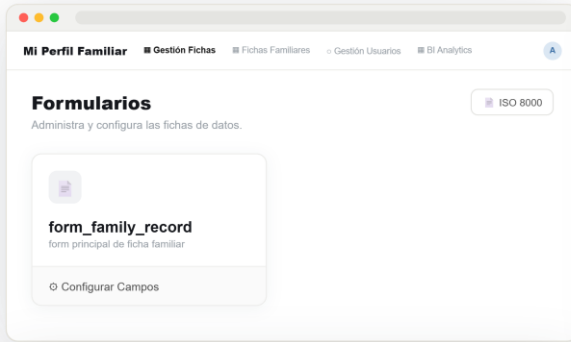 Mi Perfil Familiar Gestión Fichas Fichas Familiares Gestión Usuarios BI Analytics A
Formularios
ISO 8000
Administra y configura las fichas de datos.
form_family_record
form principal de ficha familiar
Configurar Campos